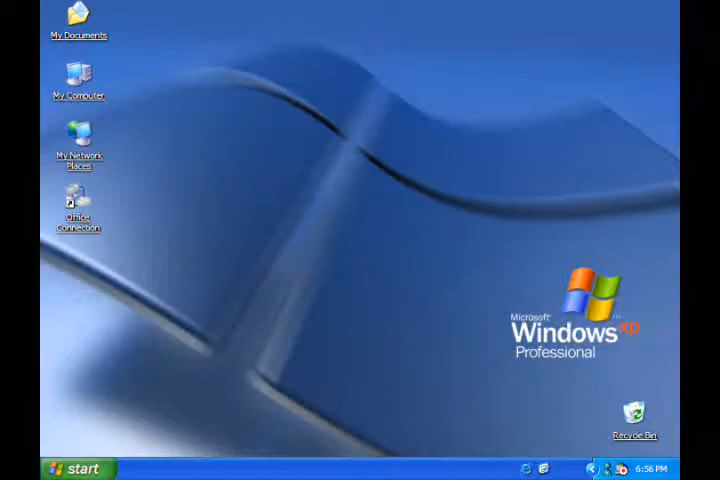 My Documents
My Computer
My Network
Places
Office
Connection
Microsoft®
Windows xp
Professional
Recycle Bin
start
6:56 PM